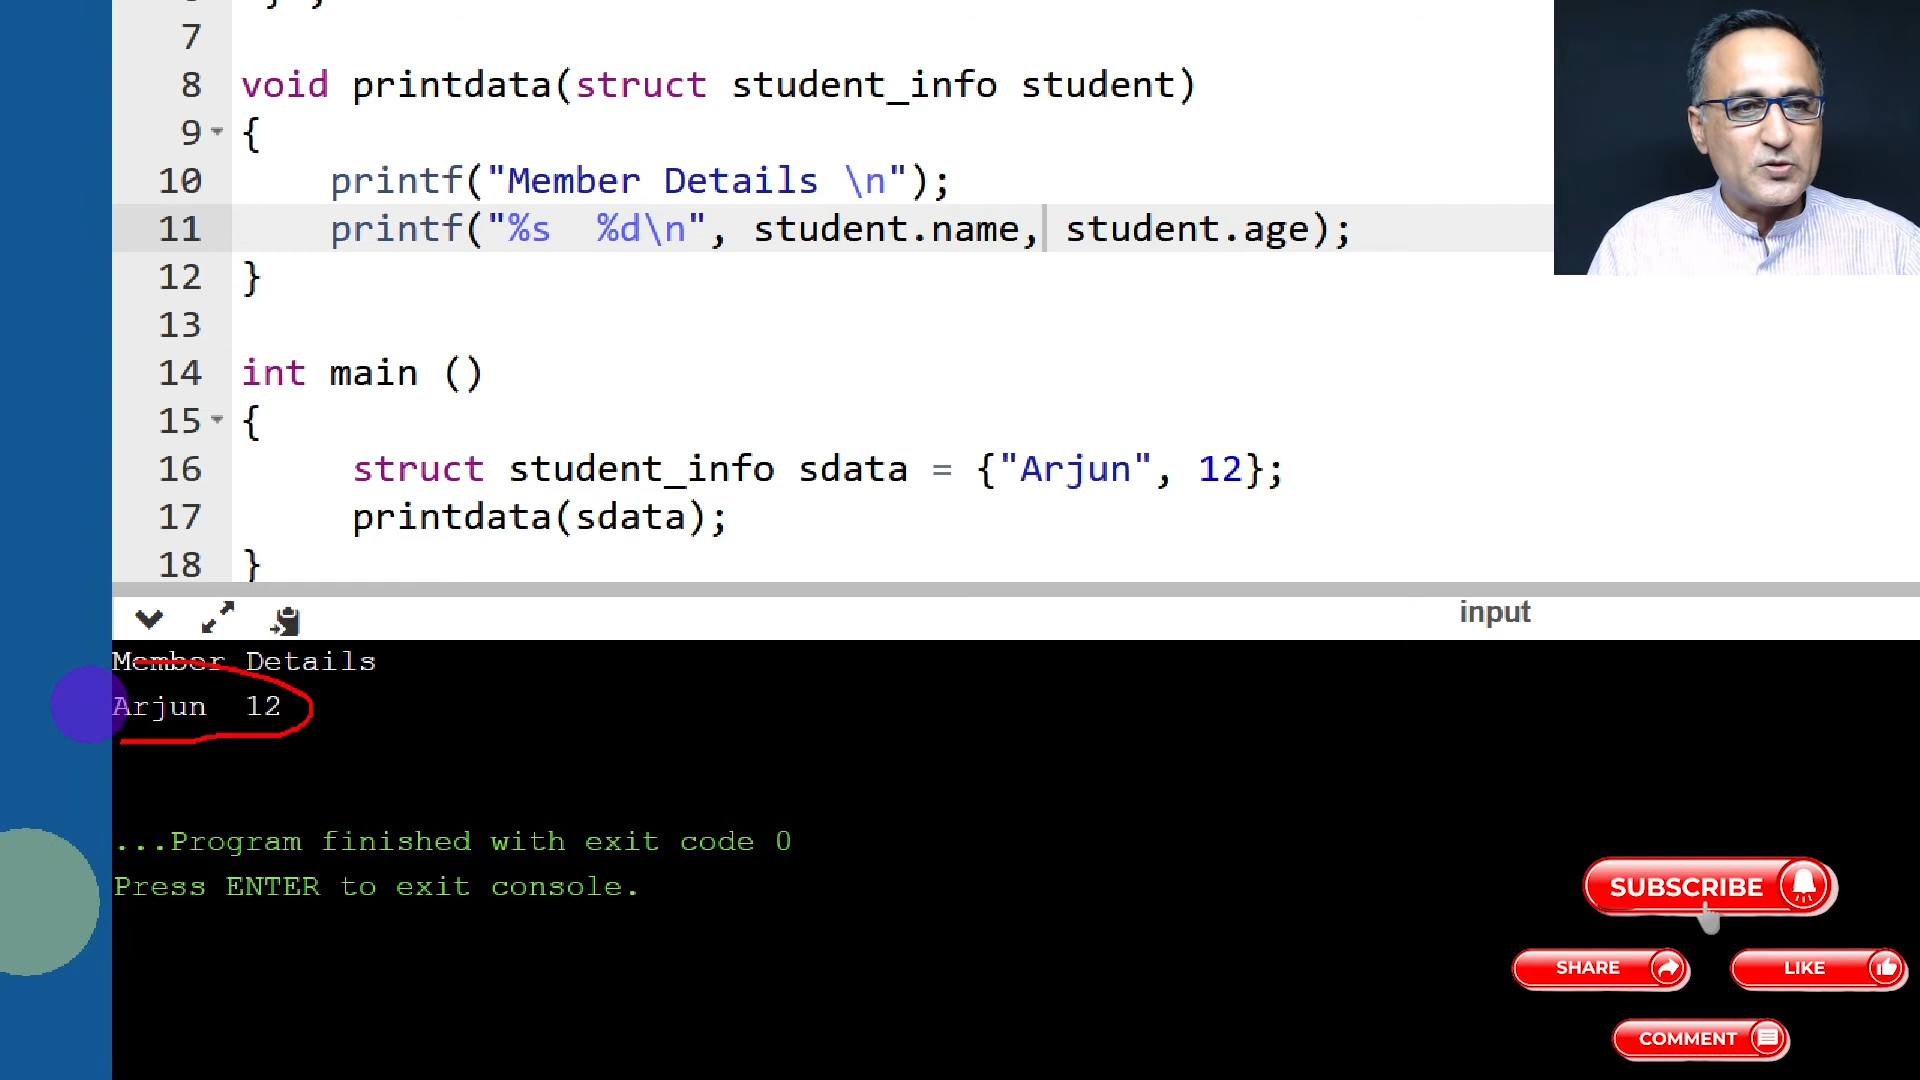 7
8 void printdata(struct student_info student)
9 {
10 printf("Member Details \n");
11 printf("%s  %d\n", student.name, student.age);
12 }
13
14 int main ()
15 {
16 struct student_info sdata = {"Arjun", 12};
17 printdata(sdata);
18 }
input
Member Details
Arjun  12
...Program finished with exit code 0
Press ENTER to exit console.
SUBSCRIBE
SHARE
LIKE
COMMENT